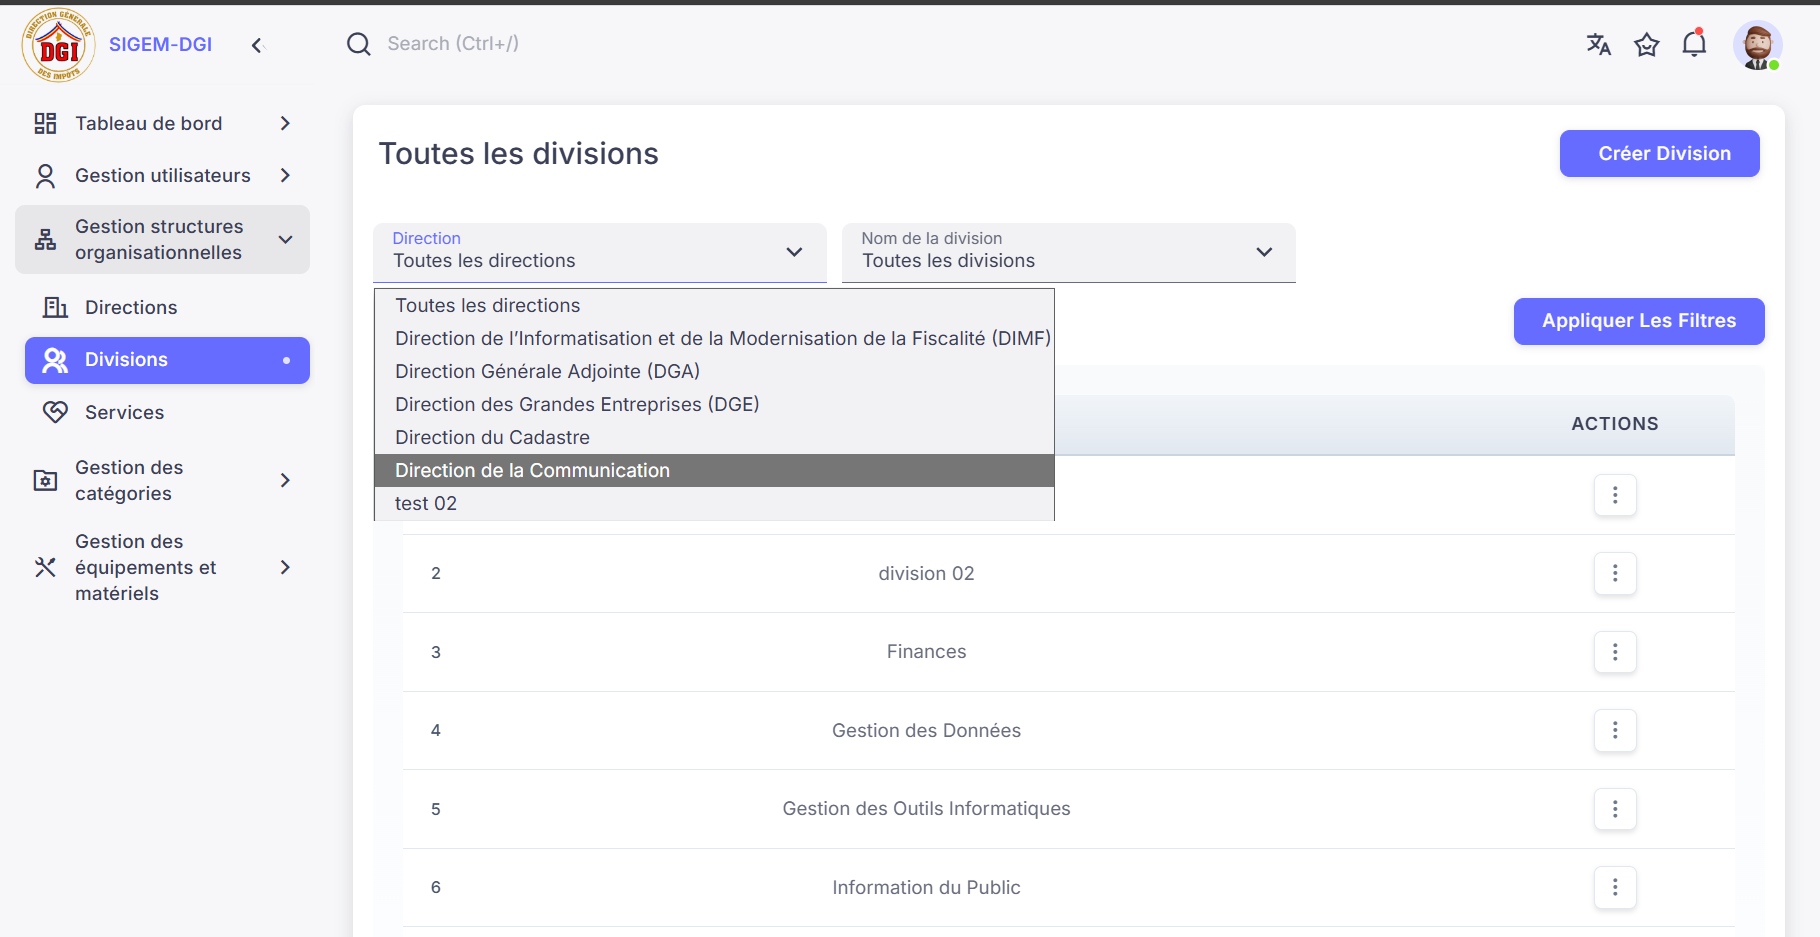 DIRECTION GÉNÉRALE
DGI
DES IMPÔTS
SIGEM-DGI
Search (Ctrl+/)
Tableau de bord
Gestion utilisateurs
Gestion structures
organisationnelles
Directions
Divisions
Services
Gestion des
catégories
Gestion des
équipements et
matériels
Toutes les divisions
Créer Division
Direction
Toutes les directions
Nom de la division
Toutes les divisions
Toutes les directions
Direction de l’Informatisation et de la Modernisation de la Fiscalité (DIMF)
Direction Générale Adjointe (DGA)
Direction des Grandes Entreprises (DGE)
Direction du Cadastre
Direction de la Communication
test 02
Appliquer Les Filtres
ACTIONS
2 division 02
3 Finances
4 Gestion des Données
5 Gestion des Outils Informatiques
6 Information du Public